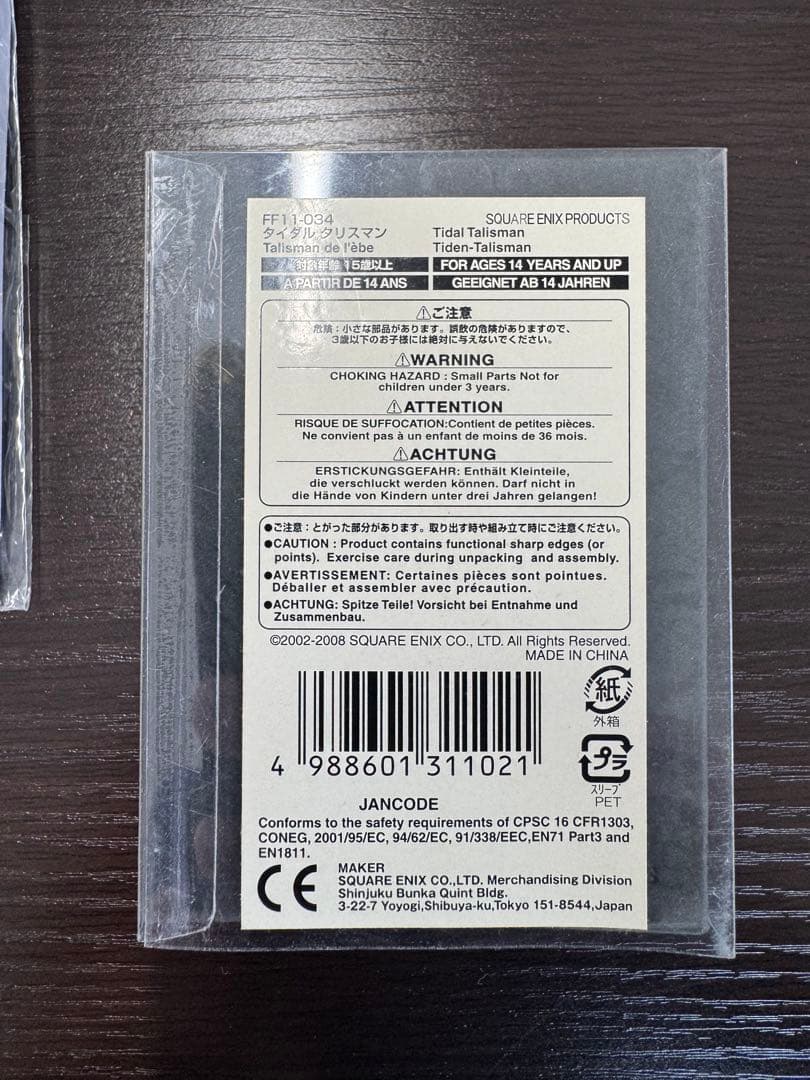 FF11-034
SQUARE ENIX PRODUCTS
タイダル タリスマン
Tidal Talisman
Talisman de l'èbe
Tiden-Talisman
対象年齢 15歳以上
FOR AGES 14 YEARS AND UP
A PARTIR DE 14 ANS
GEEIGNET AB 14 JAHREN
⚠ご注意
危険：小さな部品があります。誤飲の危険がありますので、
3歳以下のお子様には絶対に与えないでください。
⚠WARNING
CHOKING HAZARD : Small Parts Not for
children under 3 years.
⚠ATTENTION
RISQUE DE SUFFOCATION:Contient de petites pièces.
Ne convient pas à un enfant de moins de 36 mois.
⚠ACHTUNG
ERSTICKUNGSGEFAHR: Enthält Kleinteile,
die verschluckt werden können. Darf nicht in
die Hände von Kindern unter drei Jahren gelangen!
●ご注意：とがった部分があります。取り出す時や組み立て時にご注意ください。
●CAUTION : Product contains functional sharp edges (or
points). Exercise care during unpacking and assembly.
●AVERTISSEMENT: Certaines pièces sont pointues.
Déballer et assembler avec précaution.
●ACHTUNG: Spitze Teile! Vorsicht bei Entnahme und
Zusammenbau.
©2002-2008 SQUARE ENIX CO., LTD. All Rights Reserved.
MADE IN CHINA
紙
外箱
プラ
スリーブ
PET
4 988601 311021
JANCODE
Conforms to the safety requirements of CPSC 16 CFR1303,
CONEG, 2001/95/EC, 94/62/EC, 91/338/EEC,EN71 Part3 and
EN1811.
CE
MAKER
SQUARE ENIX CO.,LTD. Merchandising Division
Shinjuku Bunka Quint Bldg.
3-22-7 Yoyogi,Shibuya-ku,Tokyo 151-8544,Japan